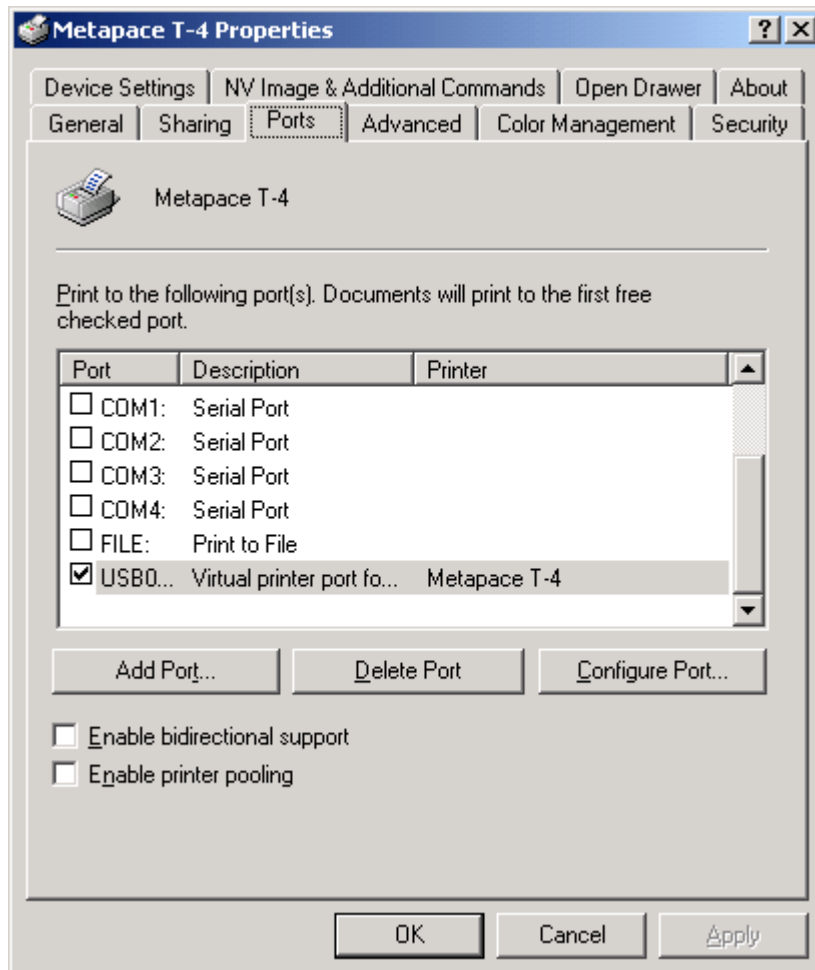 Metapace T-4 Properties
Device Settings NV Image & Additional Commands Open Drawer About
General Sharing Ports Advanced Color Management Security
Metapace T-4
Print to the following port(s). Documents will print to the first free
checked port.
Port Description Printer
COM1: Serial Port
COM2: Serial Port
COM3: Serial Port
COM4: Serial Port
FILE: Print to File
USB0... Virtual printer port fo... Metapace T-4
Add Port... Delete Port Configure Port...
Enable bidirectional support
Enable printer pooling
OK Cancel Apply